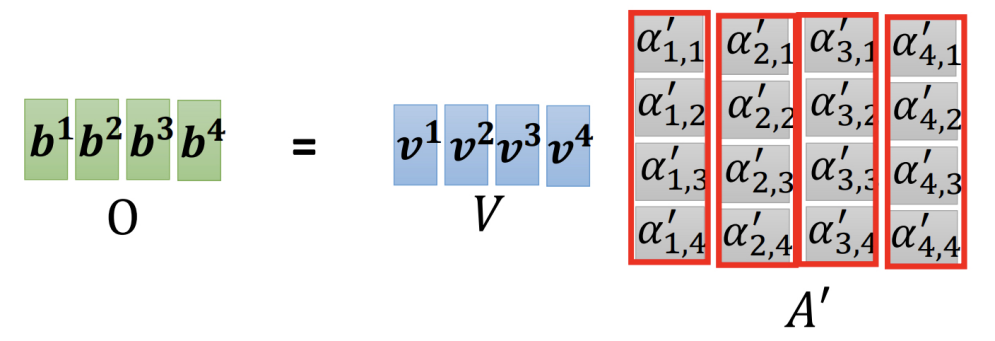 α′1,1 α′2,1 α′3,1 α′4,1
b¹ b² b³ b⁴ = v¹ v² v³ v⁴ α′1,2 α′2,2 α′3,2 α′4,2
α′1,3 α′2,3 α′3,3 α′4,3
O V α′1,4 α′2,4 α′3,4 α′4,4
A′